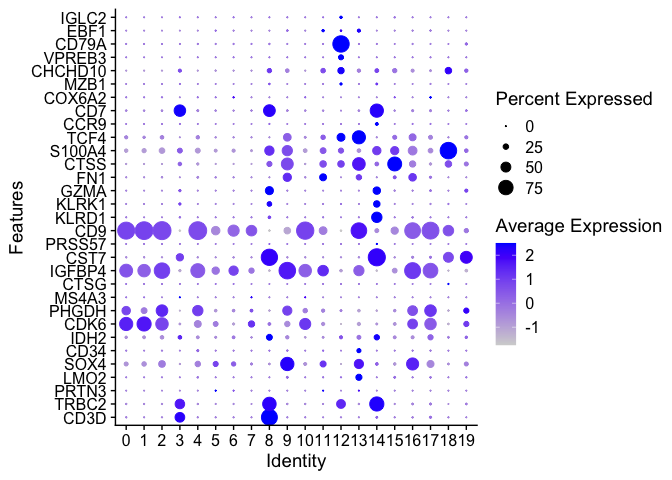 IGLC2
EBF1
CD79A
VPREB3
CHCHD10
MZB1
COX6A2
CD7
CCR9
TCF4
S100A4
CTSS
FN1
GZMA
KLRK1
KLRD1
CD9
PRSS57
CST7
IGFBP4
CTSG
MS4A3
PHGDH
CDK6
IDH2
CD34
SOX4
LMO2
PRTN3
TRBC2
CD3D
Features
0 1 2 3 4 5 6 7 8 9 10 11 12 13 14 15 16 17 18 19
Identity
Percent Expressed
0
25
50
75
Average Expression
2
1
0
-1